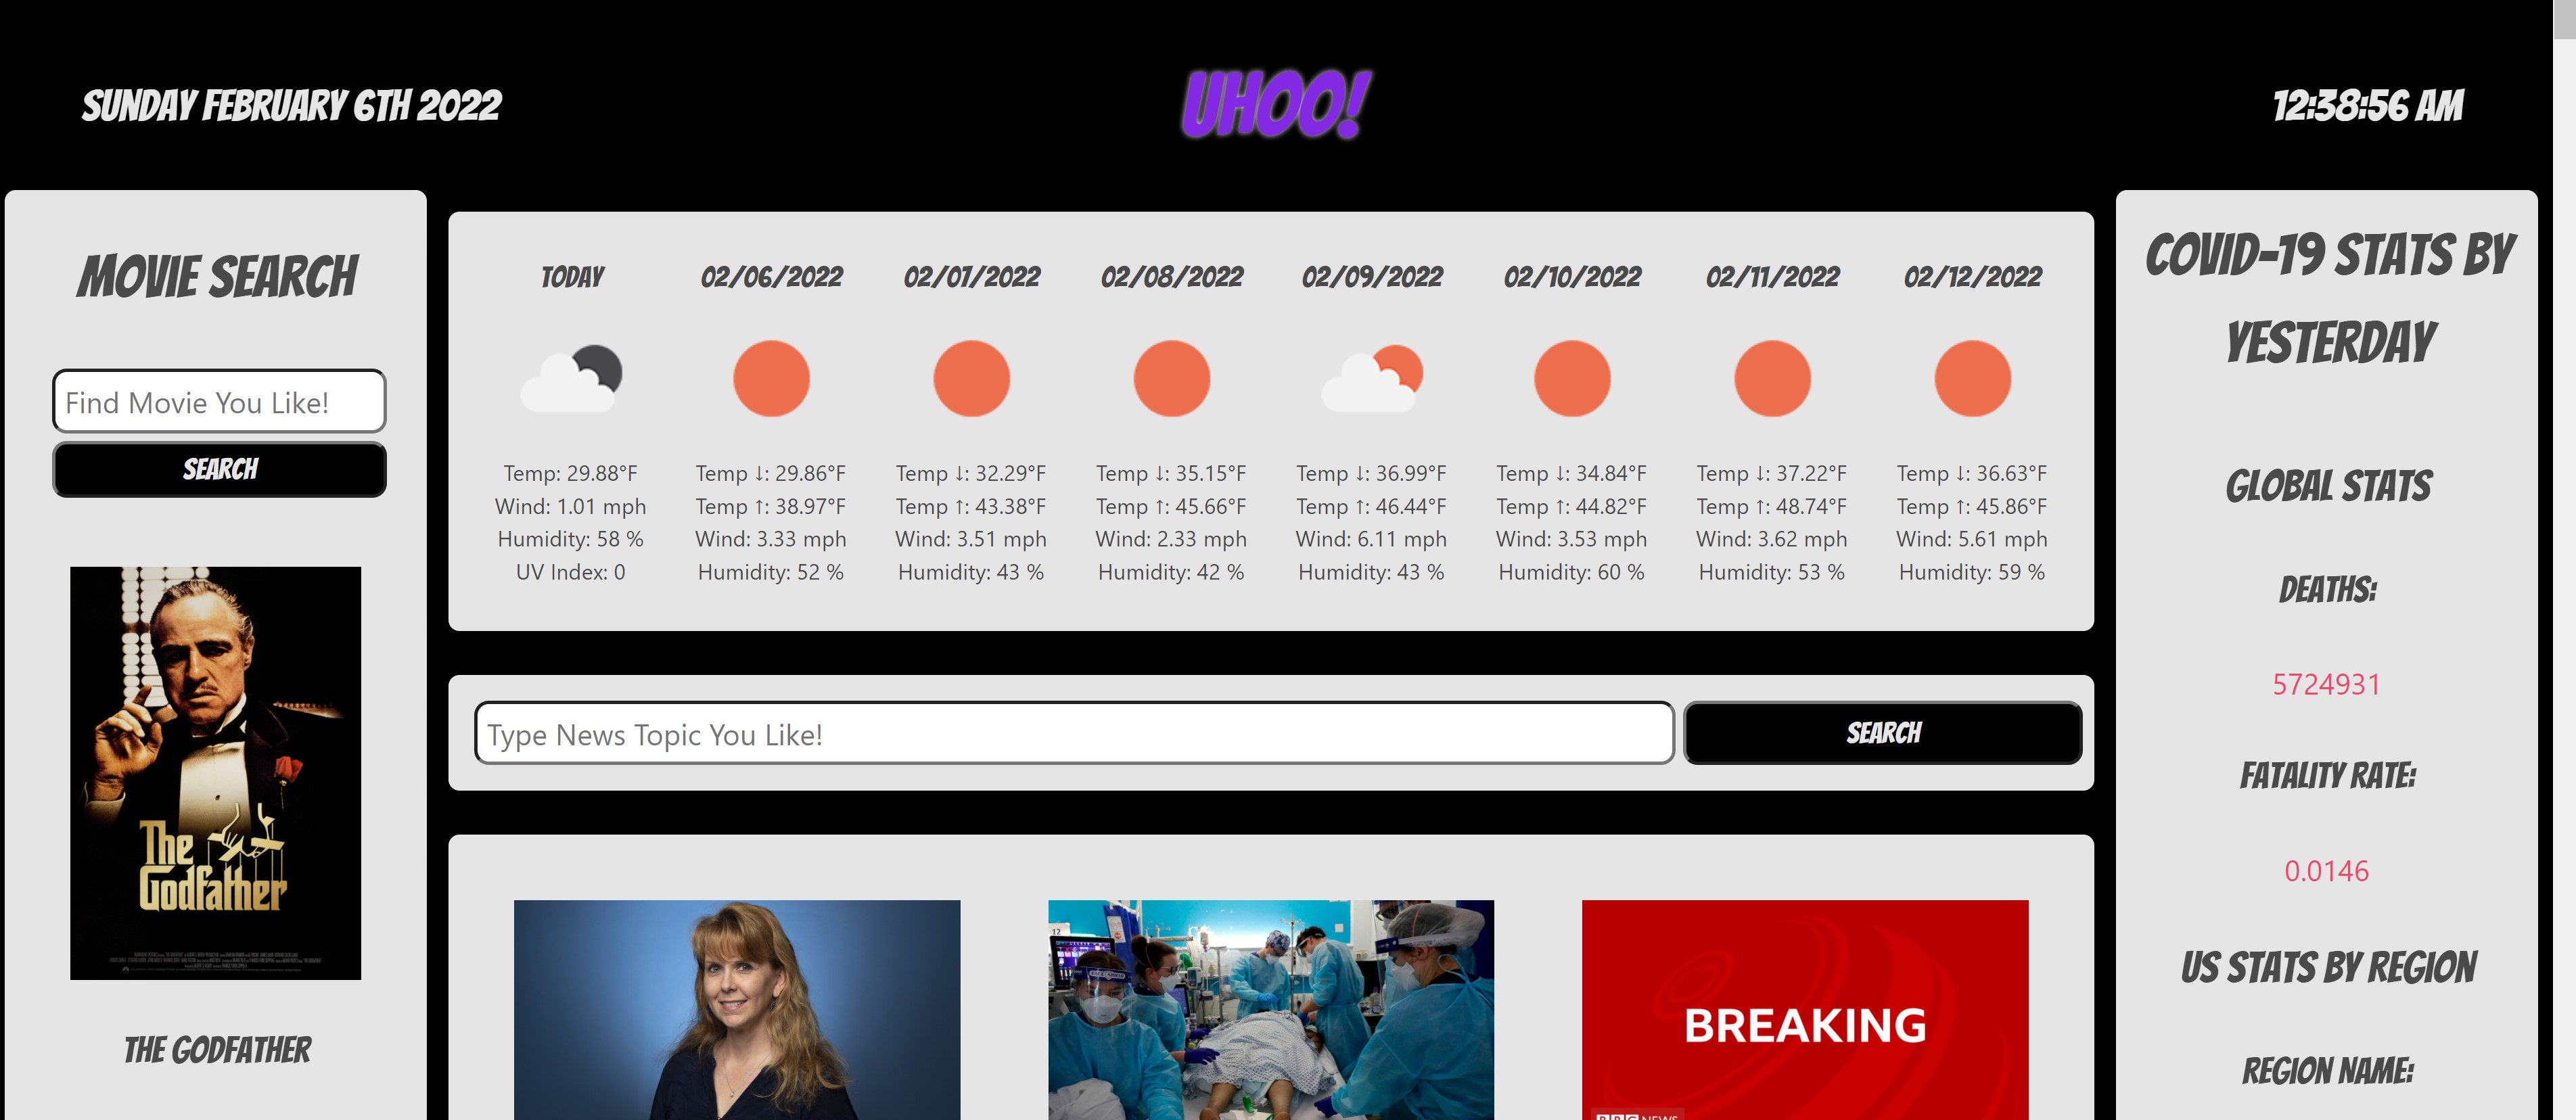 SUNDAY FEBRUARY 6TH 2022
UHOO!
12:38:56 AM
MOVIE SEARCH
Find Movie You Like!
SEARCH
The
Godfather
THE GODFATHER
TODAY
Temp: 29.88°F
Wind: 1.01 mph
Humidity: 58 %
UV Index: 0
02/06/2022
Temp ↓: 29.86°F
Temp ↑: 38.97°F
Wind: 3.33 mph
Humidity: 52 %
02/07/2022
Temp ↓: 32.29°F
Temp ↑: 43.38°F
Wind: 3.51 mph
Humidity: 43 %
02/08/2022
Temp ↓: 35.15°F
Temp ↑: 45.66°F
Wind: 2.33 mph
Humidity: 42 %
02/09/2022
Temp ↓: 36.99°F
Temp ↑: 46.44°F
Wind: 6.11 mph
Humidity: 43 %
02/10/2022
Temp ↓: 34.84°F
Temp ↑: 44.82°F
Wind: 3.53 mph
Humidity: 60 %
02/11/2022
Temp ↓: 37.22°F
Temp ↑: 48.74°F
Wind: 3.62 mph
Humidity: 53 %
02/12/2022
Temp ↓: 36.63°F
Temp ↑: 45.86°F
Wind: 5.61 mph
Humidity: 59 %
Type News Topic You Like!
SEARCH
12
BREAKING
BBC NEWS
COVID-19 STATS BY
YESTERDAY
GLOBAL STATS
DEATHS:
5724931
FATALITY RATE:
0.0146
US STATS BY REGION
REGION NAME: